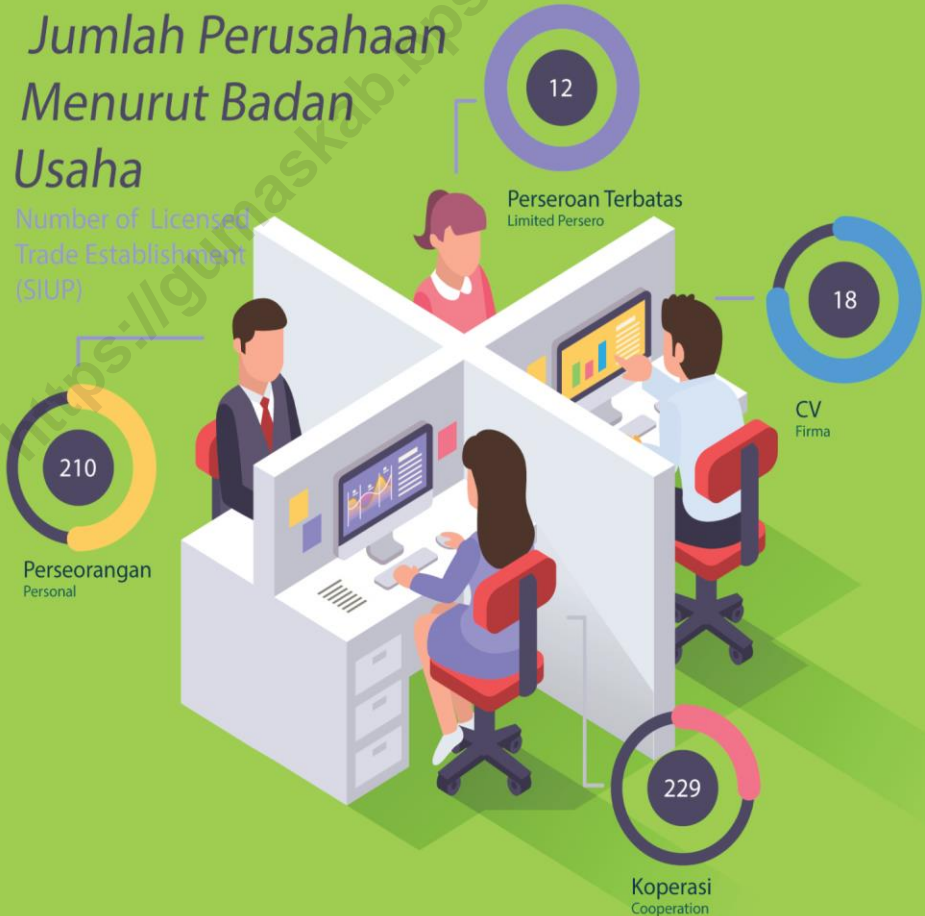 Jumlah Perusahaan
Menurut Badan
Usaha
Number of Licensed
Trade Establishment
(SIUP)
12
Perseroan Terbatas
Limited Persero
18
CV
Firma
210
Perseorangan
Personal
229
Koperasi
Cooperation
https://gumaskab.bps